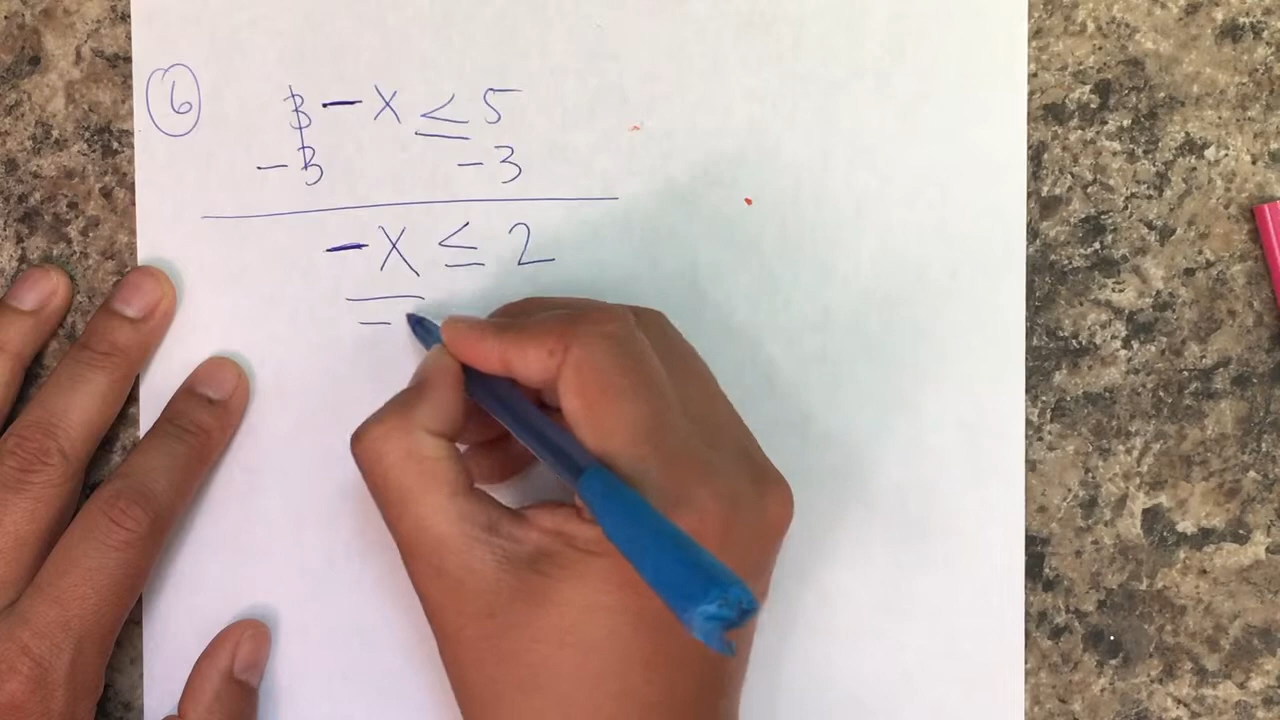 6 3 - x ≤ 5
-3 -3
-x ≤ 2
-